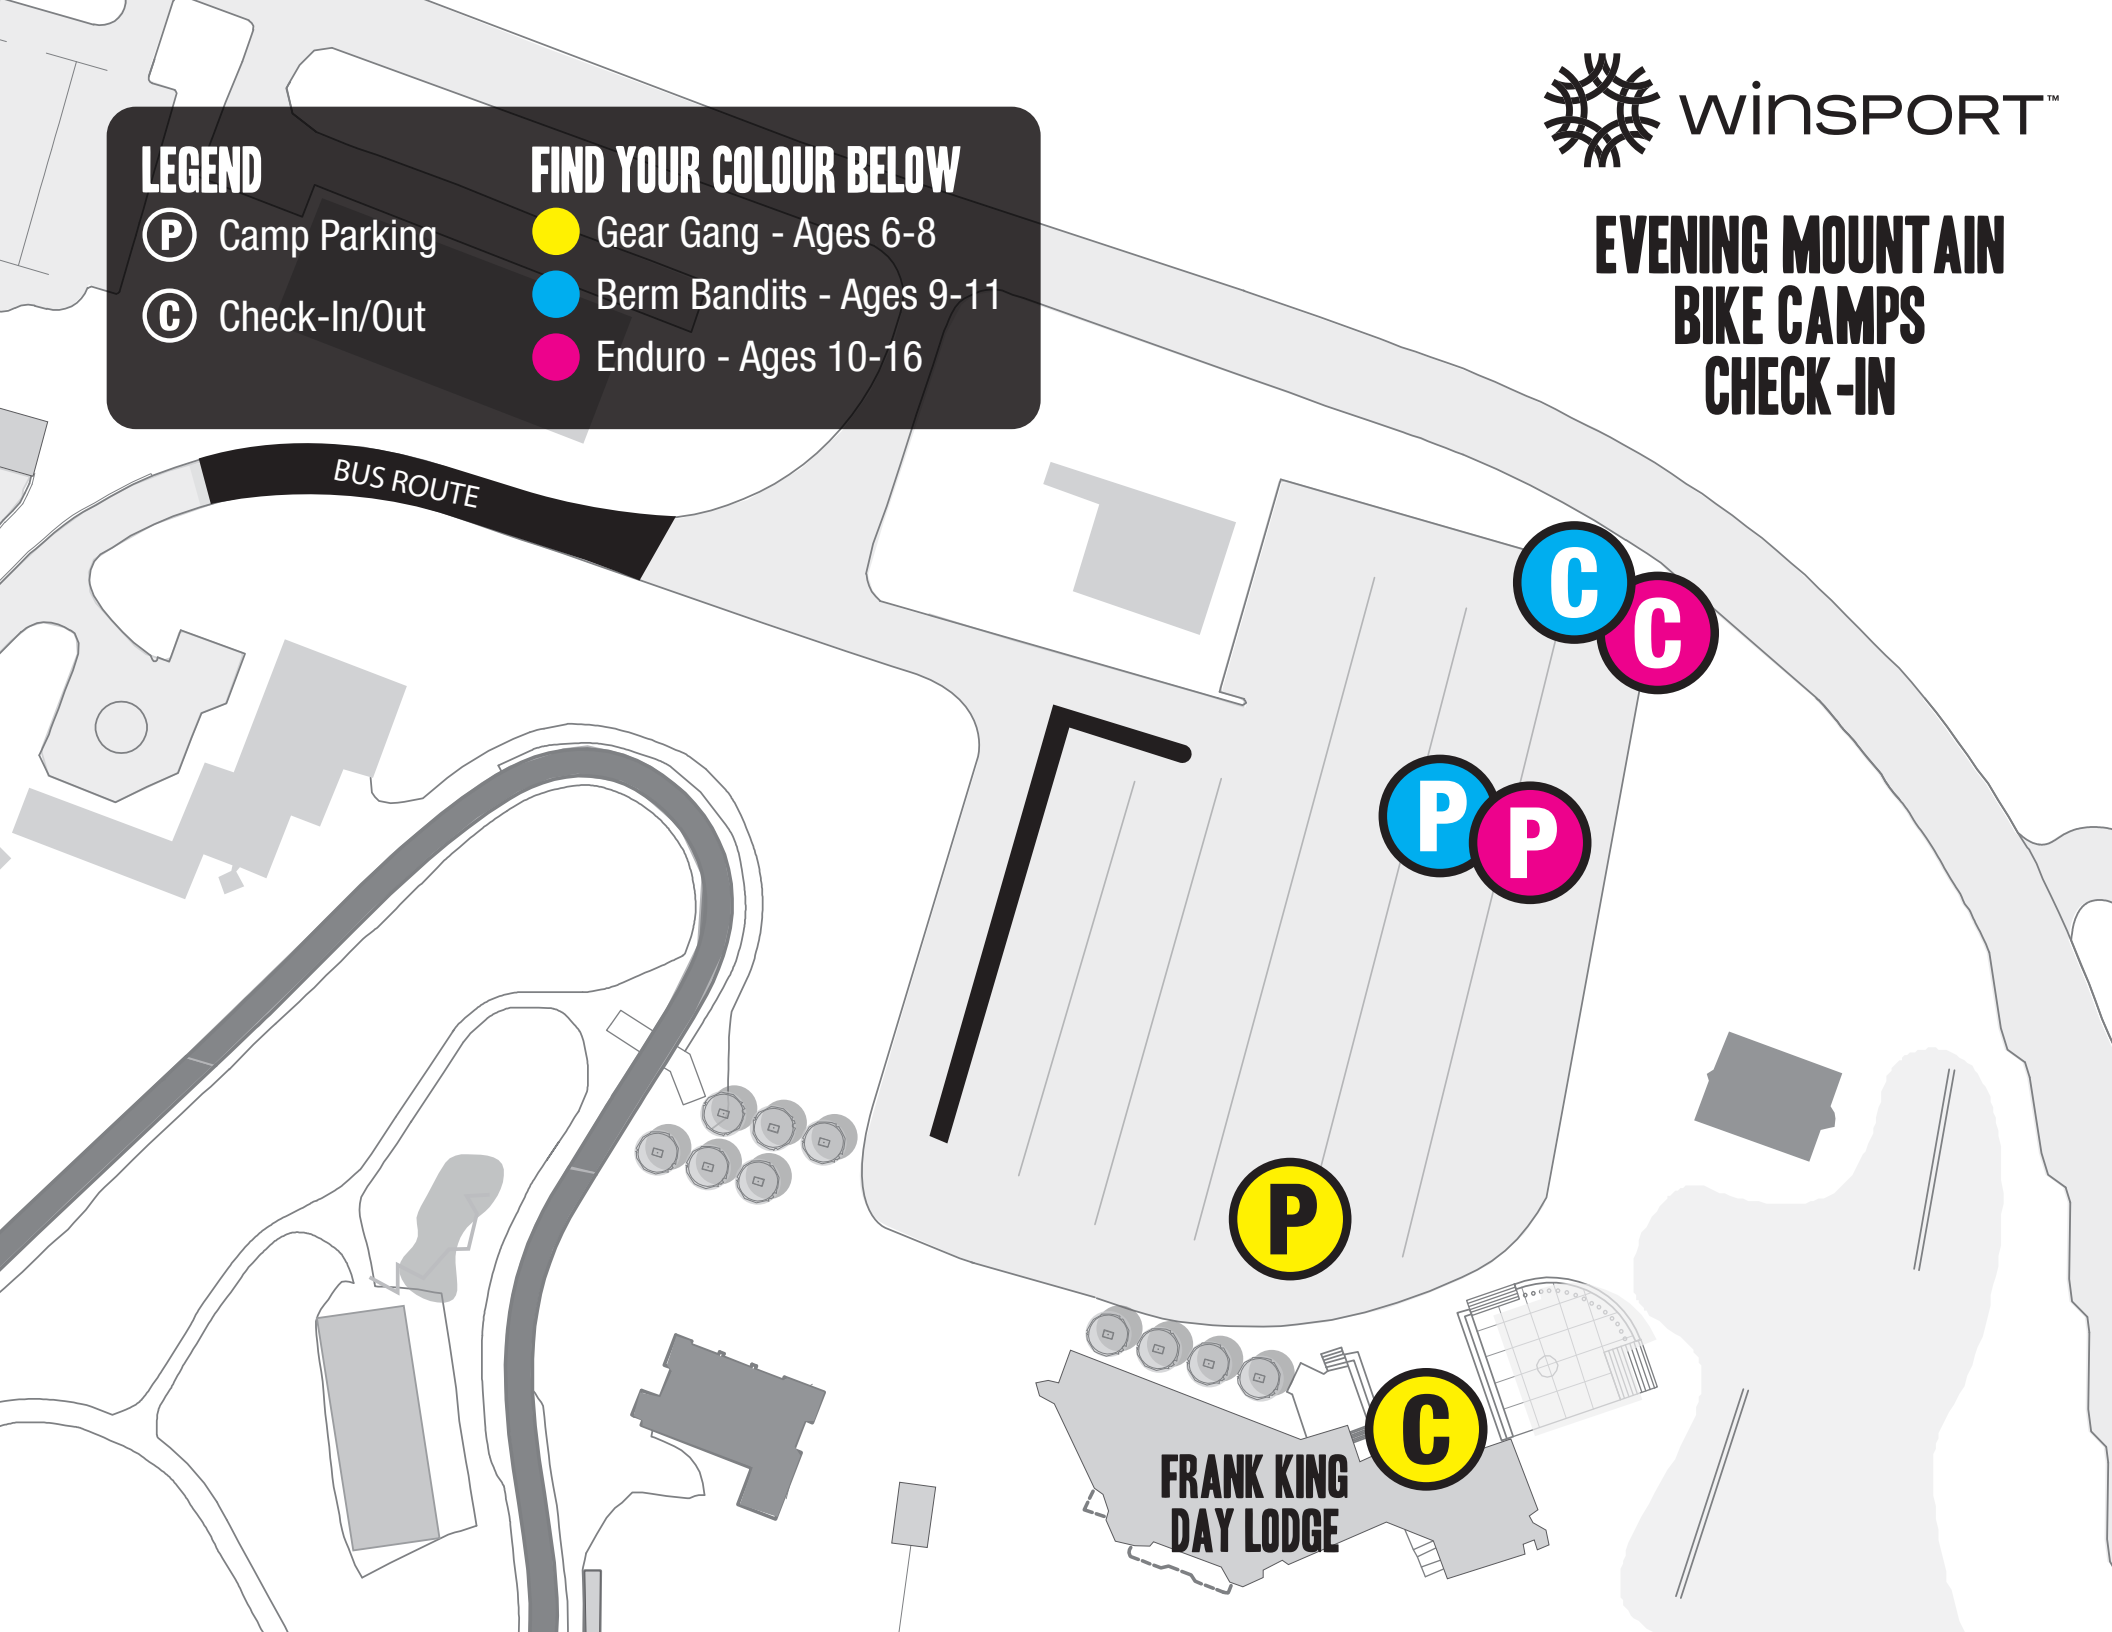 LEGEND
P Camp Parking
C Check-In/Out
FIND YOUR COLOUR BELOW
Gear Gang - Ages 6-8
Berm Bandits - Ages 9-11
Enduro - Ages 10-16
WINSPORT™
EVENING MOUNTAIN
BIKE CAMPS
CHECK-IN
BUS ROUTE
C
C
P
P
P
C
FRANK KING
DAY LODGE